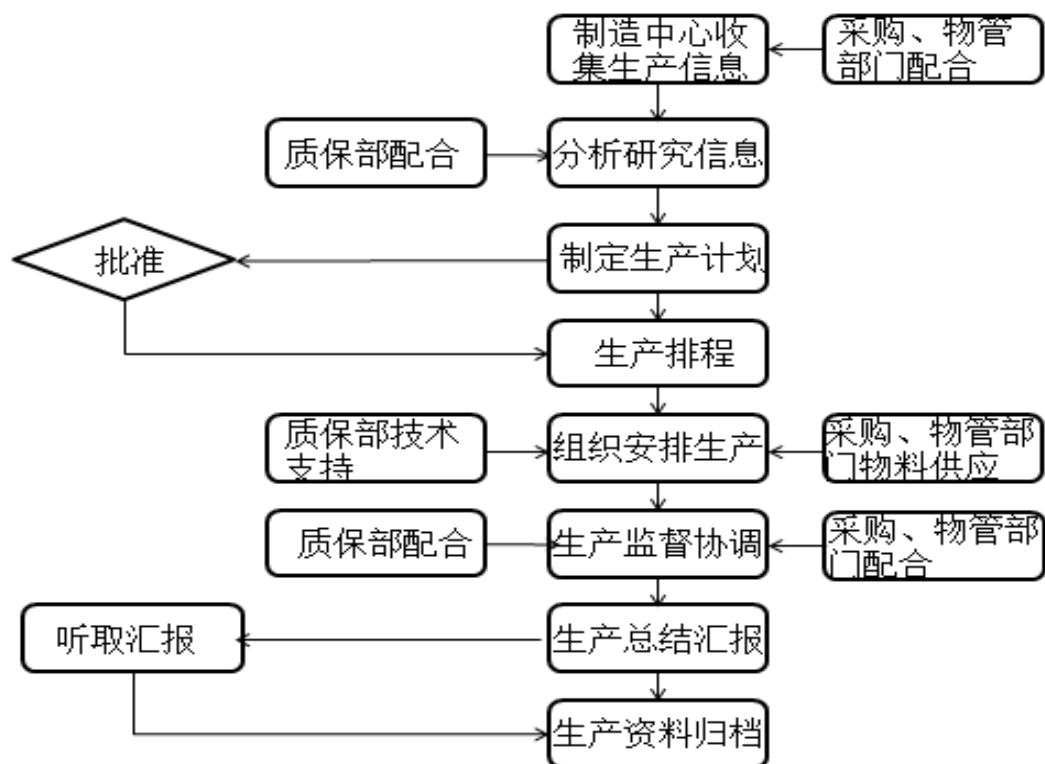 制造中心收
集生产信息
采购、物管
部门配合
质保部配合
分析研究信息
批准
制定生产计划
生产排程
质保部技术
支持
组织安排生产
采购、物管部
门物料供应
质保部配合
生产监督协调
采购、物管部
门配合
听取汇报
生产总结汇报
生产资料归档